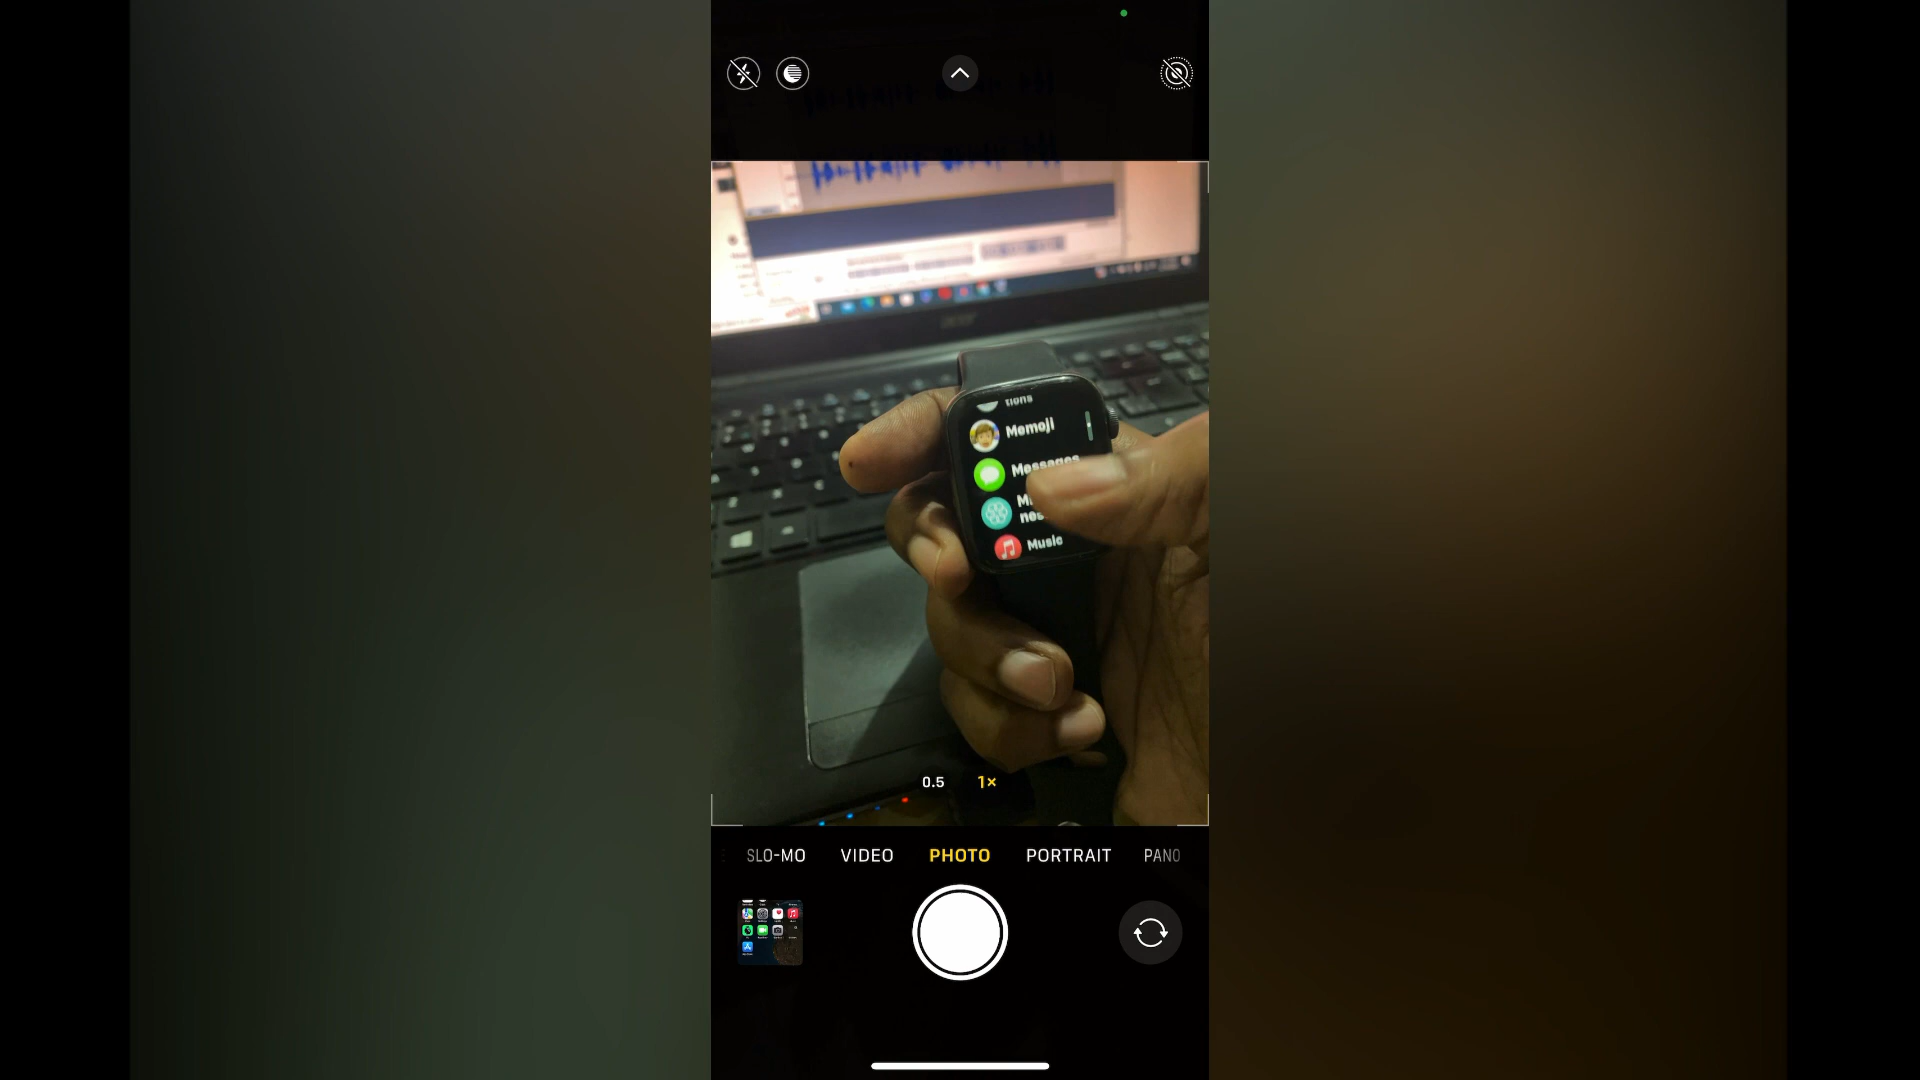 tions
Memoji
Messages
Music
0.5 1×
SLO-MO VIDEO PHOTO PORTRAIT PANO